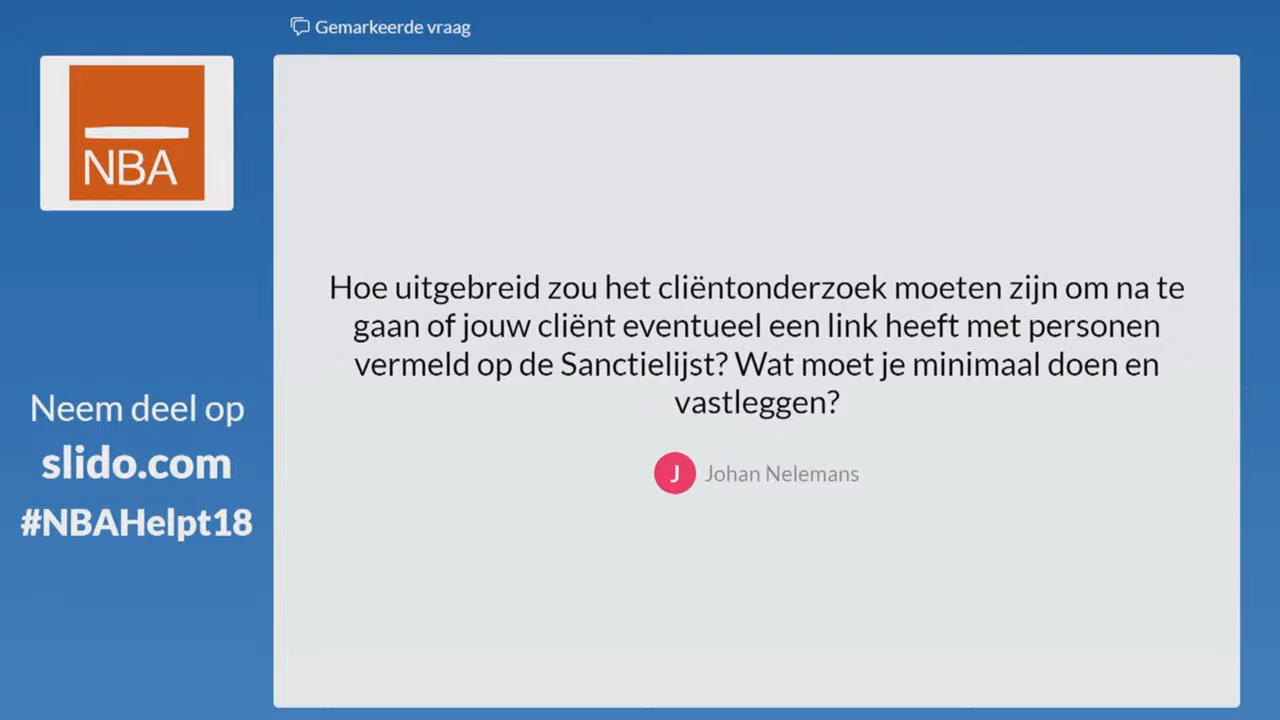 Gemarkeerde vraag
NBA
Hoe uitgebreid zou het cliëntonderzoek moeten zijn om na te
gaan of jouw cliënt eventueel een link heeft met personen
vermeld op de Sanctielijst? Wat moet je minimaal doen en
vastleggen?
J Johan Nelemans
Neem deel op
slido.com
#NBAHelpt18